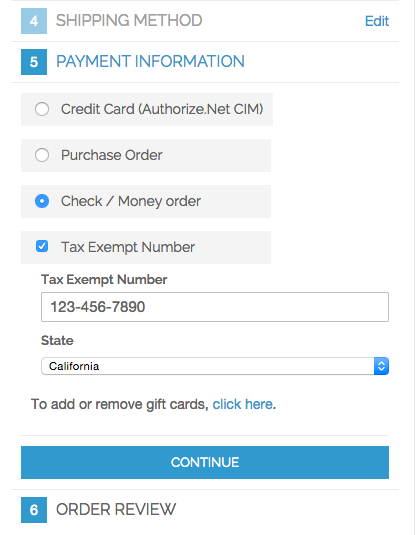 4 SHIPPING METHOD Edit
5 PAYMENT INFORMATION
Credit Card (Authorize.Net CIM)
Purchase Order
Check / Money order
Tax Exempt Number
Tax Exempt Number
123-456-7890
State
California
To add or remove gift cards, click here.
CONTINUE
6 ORDER REVIEW